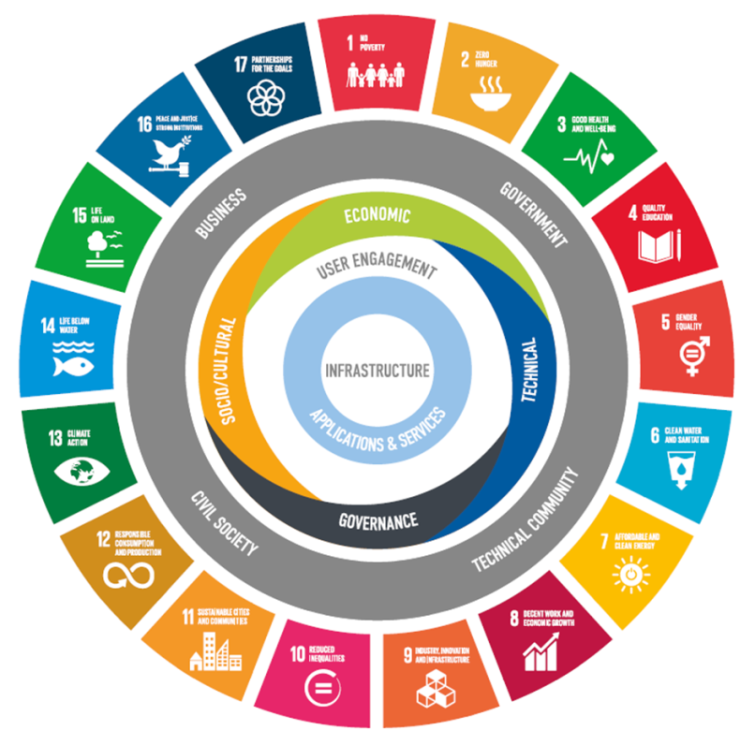 1 NO
POVERTY
2 ZERO
HUNGER
3 GOOD HEALTH
AND WELL-BEING
4 QUALITY
EDUCATION
5 GENDER
EQUALITY
6 CLEAN WATER
AND SANITATION
7 AFFORDABLE AND
CLEAN ENERGY
8 DECENT WORK AND
ECONOMIC GROWTH
9 INDUSTRY, INNOVATION
AND INFRASTRUCTURE
10 REDUCED
INEQUALITIES
11 SUSTAINABLE CITIES
AND COMMUNITIES
12 RESPONSIBLE
CONSUMPTION
AND PRODUCTION
13 CLIMATE
ACTION
14 LIFE BELOW
WATER
15 LIFE
ON LAND
16 PEACE AND JUSTICE
STRONG INSTITUTIONS
17 PARTNERSHIPS
FOR THE GOALS
BUSINESS
GOVERNMENT
TECHNICAL COMMUNITY
CIVIL SOCIETY
ECONOMIC
TECHNICAL
GOVERNANCE
SOCIO/CULTURAL
USER ENGAGEMENT
INFRASTRUCTURE
APPLICATIONS & SERVICES